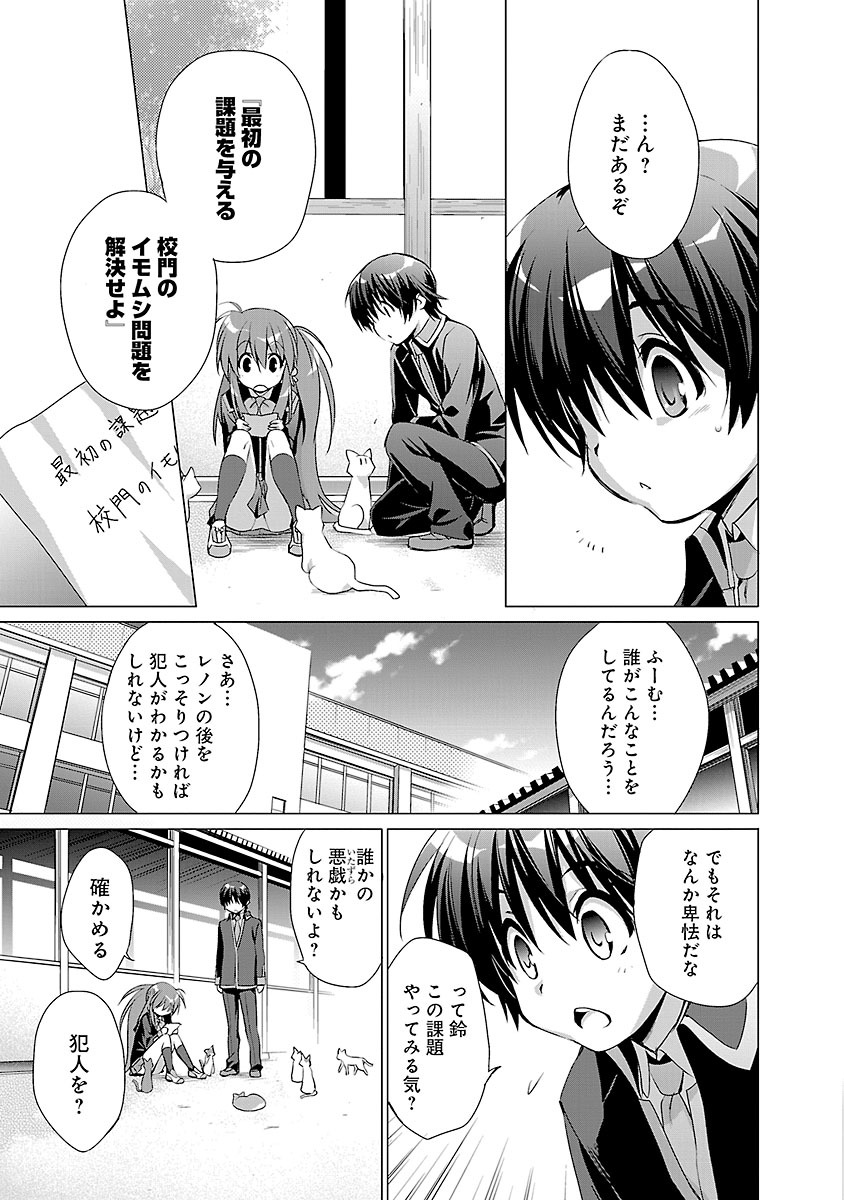 …ん？
まだあるぞ
『最初の
課題を与える
校門の
イモムシ問題を
解決せよ』
最初の課題
校門のイモ
ふーむ…
誰がこんなことを
してるんだろう…
さあ…
レノンの後を
こっそりつければ
犯人がわかるかも
しれないけど…
でもそれは
なんか卑怯だな
って鈴
この課題
やってみる気？
誰かの
悪戯かも
いたずら
しれないよ？
確かめる
犯人を？